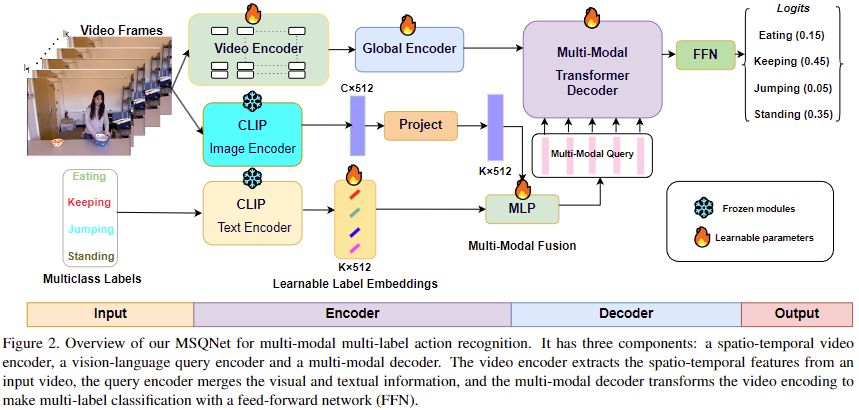 Video Frames
Video Encoder
Global Encoder
Multi-Modal
Transformer
Decoder
FFN
Logits
Eating (0.15)
Keeping (0.45)
Jumping (0.05)
Standing (0.35)
CLIP
Image Encoder
C×512
Project
K×512
Multi-Modal Query
Eating
Keeping
Jumping
Standing
Multiclass Labels
CLIP
Text Encoder
K×512
Learnable Label Embeddings
MLP
Multi-Modal Fusion
Frozen modules
Learnable parameters
Input
Encoder
Decoder
Output
Figure 2. Overview of our MSQNet for multi-modal multi-label action recognition. It has three components: a spatio-temporal video
encoder, a vision-language query encoder and a multi-modal decoder. The video encoder extracts the spatio-temporal features from an
input video, the query encoder merges the visual and textual information, and the multi-modal decoder transforms the video encoding to
make multi-label classification with a feed-forward network (FFN).